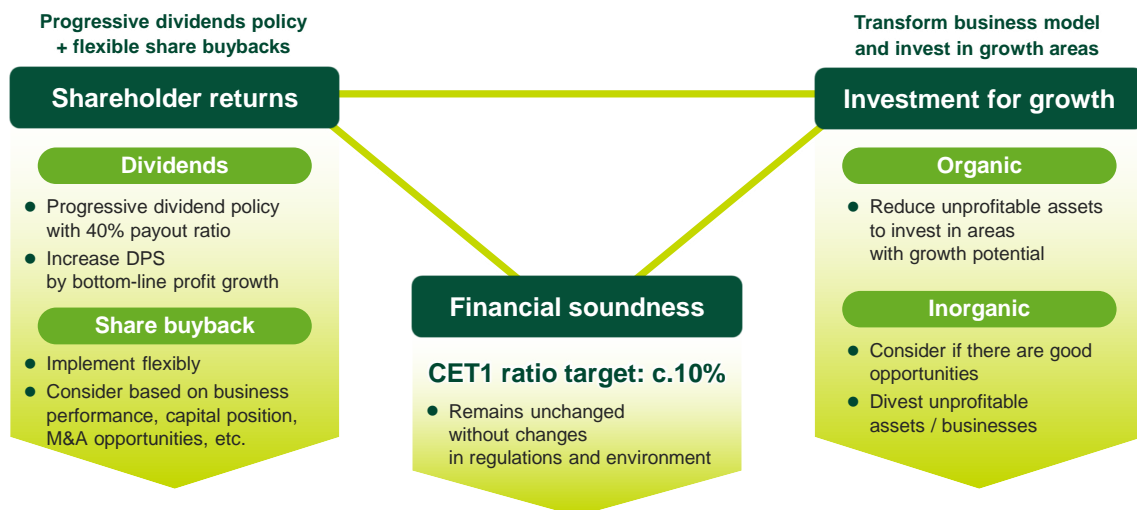 Progressive dividends policy
+ flexible share buybacks
Shareholder returns
Dividends
● Progressive dividend policy
with 40% payout ratio
● Increase DPS
by bottom-line profit growth
Share buyback
● Implement flexibly
● Consider based on business
performance, capital position,
M&A opportunities, etc.
Financial soundness
CET1 ratio target: c.10%
● Remains unchanged
without changes
in regulations and environment
Transform business model
and invest in growth areas
Investment for growth
Organic
● Reduce unprofitable assets
to invest in areas
with growth potential
Inorganic
● Consider if there are good
opportunities
● Divest unprofitable
assets / businesses